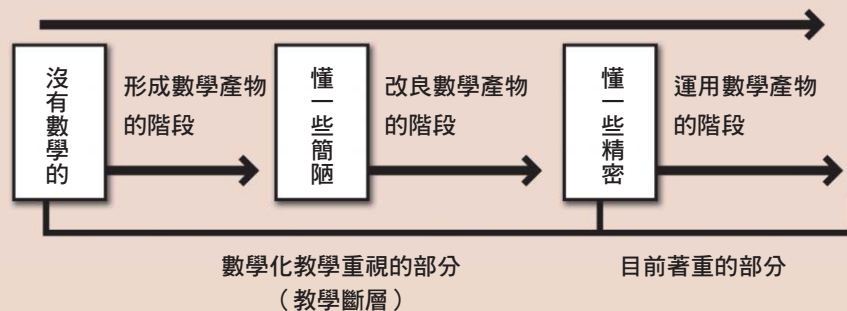 沒有數學的
形成數學產物
的階段
懂一些簡陋
改良數學產物
的階段
懂一些精密
運用數學產物
的階段
數學化教學重視的部分
（教學斷層）
目前著重的部分